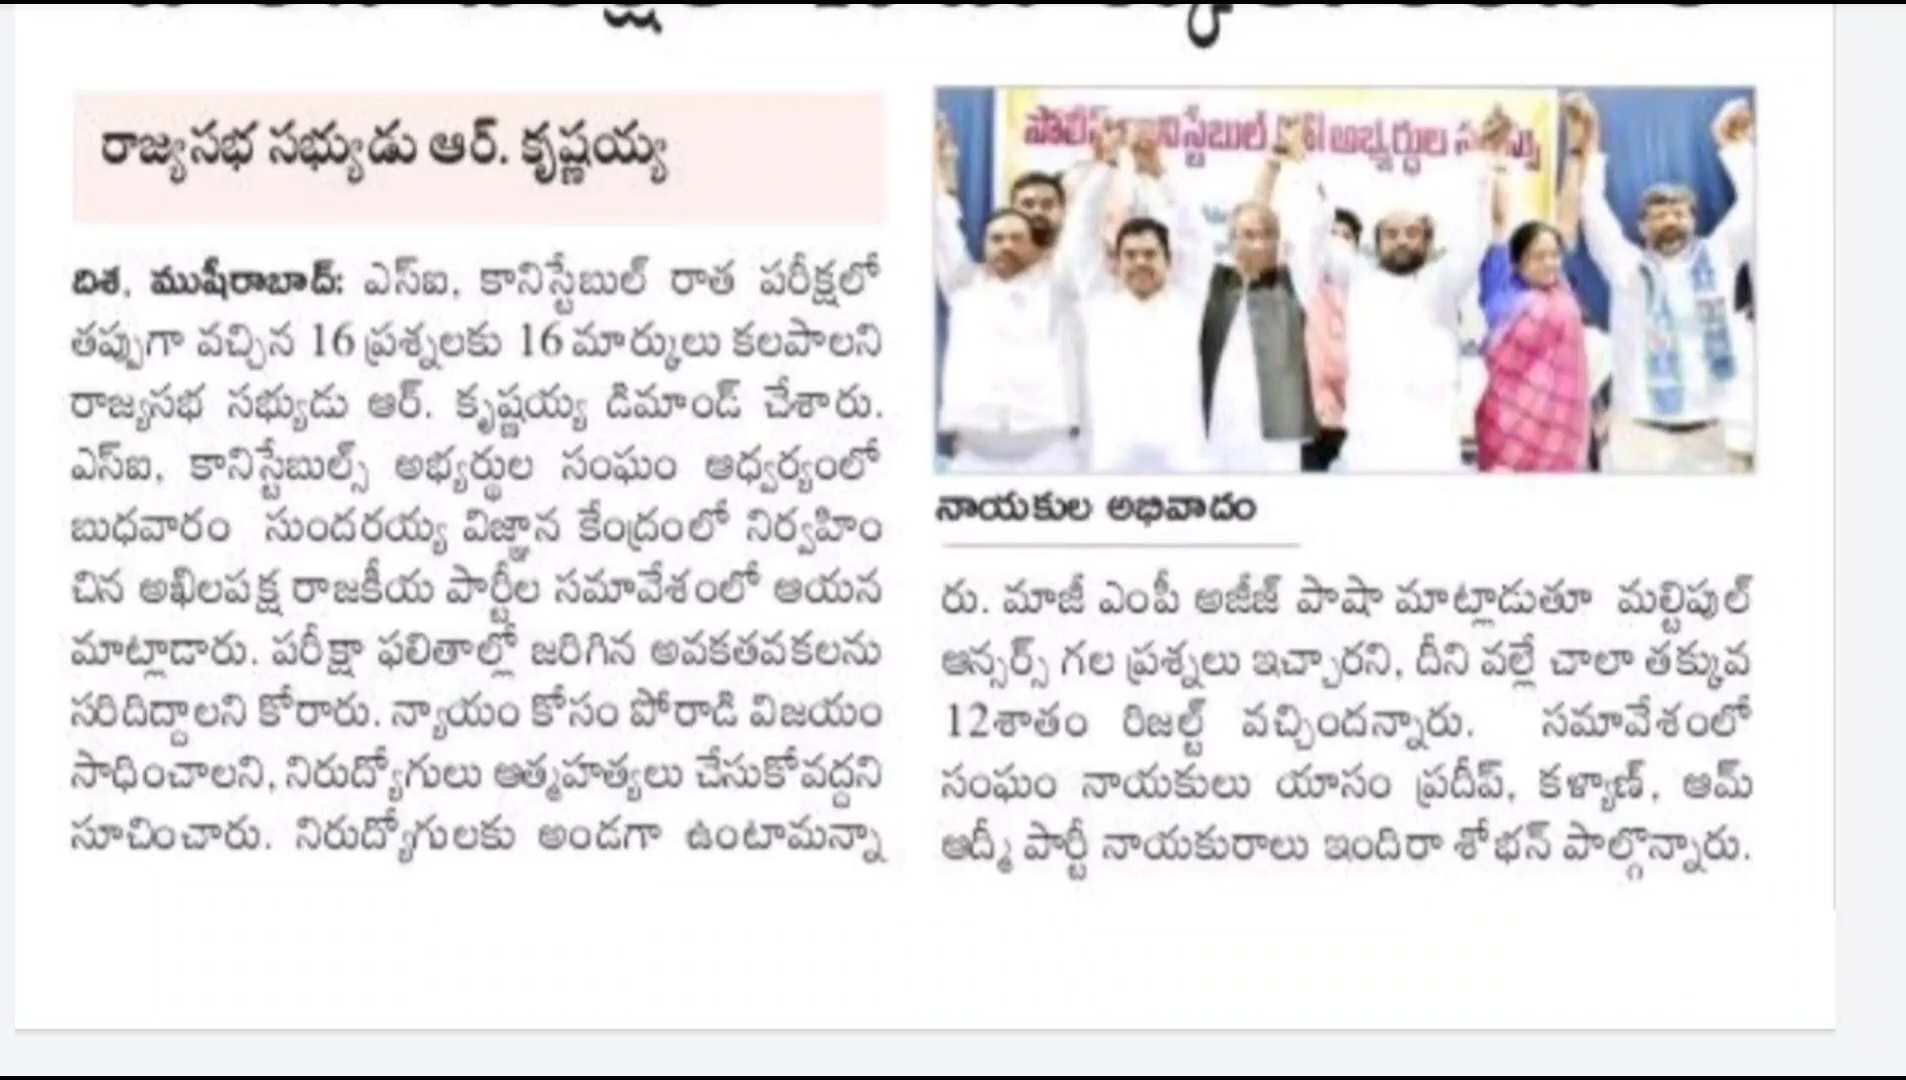 రాజ్యసభ సభ్యుడు ఆర్. కృష్ణయ్య
దిశ, ముషీరాబాద్: ఎస్ఐ, కానిస్టేబుల్ రాత పరీక్షలో
తప్పుగా వచ్చిన 16 ప్రశ్నలకు 16 మార్కులు కలపాలని
రాజ్యసభ సభ్యుడు ఆర్. కృష్ణయ్య డిమాండ్ చేశారు.
ఎస్ఐ, కానిస్టేబుల్స్ అభ్యర్థుల సంఘం ఆధ్వర్యంలో
బుధవారం సుందరయ్య విజ్ఞాన కేంద్రంలో నిర్వహిం
చిన అఖిలపక్ష రాజకీయ పార్టీల సమావేశంలో ఆయన
మాట్లాడారు. పరీక్షా ఫలితాల్లో జరిగిన అవకతవకలను
సరిదిద్దాలని కోరారు. న్యాయం కోసం పోరాడి విజయం
సాధించాలని, నిరుద్యోగులు ఆత్మహత్యలు చేసుకోవద్దని
సూచించారు. నిరుద్యోగులకు అండగా ఉంటామన్నా
పోలీస్ కానిస్టేబుల్ అభ్యర్థుల
నాయకుల అభివాదం
రు. మాజీ ఎంపీ అజీజ్ పాషా మాట్లాడుతూ మల్టిపుల్
ఆన్సర్స్ గల ప్రశ్నలు ఇచ్చారని, దీని వల్లే చాలా తక్కువ
12శాతం రిజల్ట్ వచ్చిందన్నారు. సమావేశంలో
సంఘం నాయకులు యాసం ప్రదీప్, కళ్యాణ్, ఆమ్
ఆద్మీ పార్టీ నాయకురాలు ఇందిరా శోభన్ పాల్గొన్నారు.